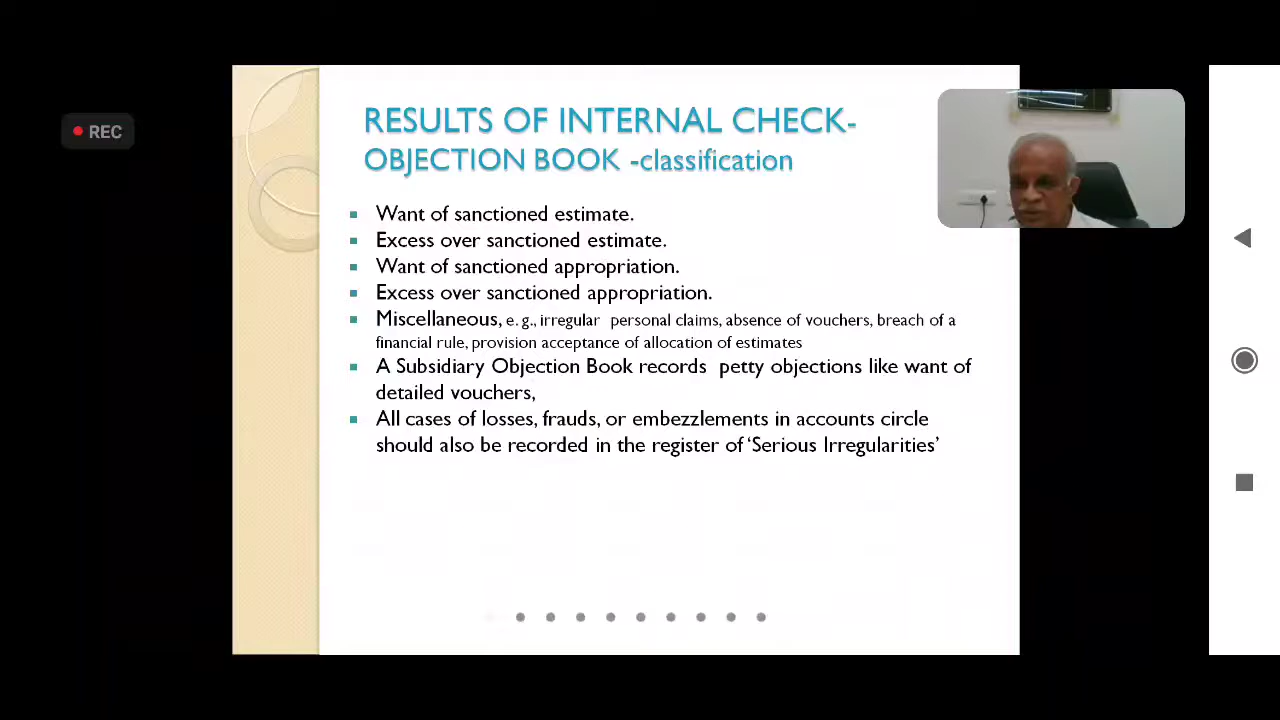 REC
RESULTS OF INTERNAL CHECK-
OBJECTION BOOK -classification
Want of sanctioned estimate.
Excess over sanctioned estimate.
Want of sanctioned appropriation.
Excess over sanctioned appropriation.
Miscellaneous, e. g., irregular personal claims, absence of vouchers, breach of a
financial rule, provision acceptance of allocation of estimates
A Subsidiary Objection Book records petty objections like want of
detailed vouchers,
All cases of losses, frauds, or embezzlements in accounts circle
should also be recorded in the register of ‘Serious Irregularities’